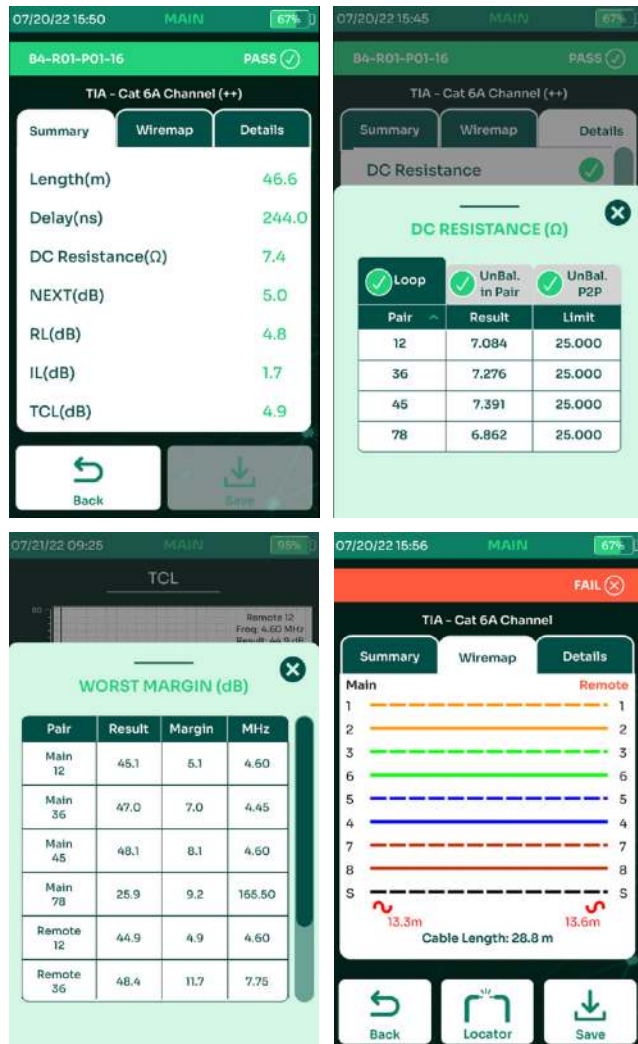 07/20/22 15:50 MAIN 67%
B4-R01-P01-16 PASS
TIA - Cat 6A Channel (++)
Summary Wiremap Details
Length(m) 46.6
Delay(ns) 244.0
DC Resistance(Ω) 7.4
NEXT(dB) 5.0
RL(dB) 4.8
IL(dB) 1.7
TCL(dB) 4.9
Back Save
07/20/22 15:45 MAIN 67%
B4-R01-P01-16 PASS
TIA - Cat 6A Channel (++)
Summary Wiremap Details
DC Resistance
DC RESISTANCE (Ω)
Loop UnBal. in Pair UnBal. P2P
Pair Result Limit
12 7.084 25.000
36 7.276 25.000
45 7.391 25.000
78 6.862 25.000
07/21/22 09:25 MAIN 95%
TCL
80
Remote 12
Freq: 4.60 MHz
Result: 44.9 dB
WORST MARGIN (dB)
Pair Result Margin MHz
Main 12 45.1 5.1 4.60
Main 36 47.0 7.0 4.45
Main 45 48.1 8.1 4.60
Main 78 25.9 9.2 165.50
Remote 12 44.9 4.9 4.60
Remote 36 48.4 11.7 7.75
07/20/22 15:56 MAIN 67%
FAIL
TIA - Cat 6A Channel
Summary Wiremap Details
Main Remote
1 1
2 2
3 3
6 6
5 5
4 4
7 7
8 8
S S
13.3m 13.6m
Cable Length: 28.8 m
Back Locator Save